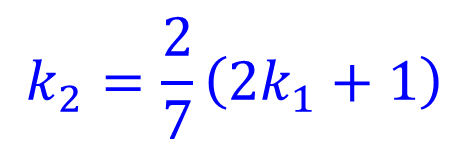 k₂ = 2/7 (2k₁ + 1)